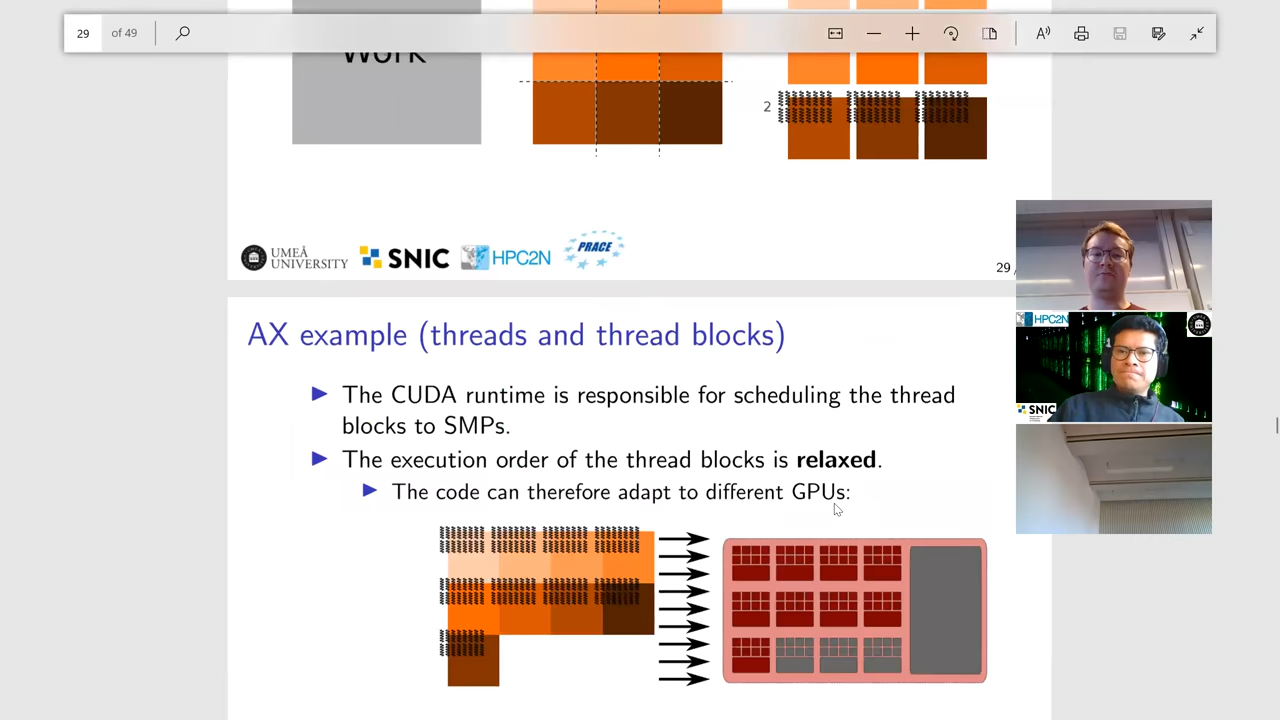 29 of 49
Work
2
UMEÅ
UNIVERSITY
SNIC
HPC2N
PRACE
29 /
AX example (threads and thread blocks)
The CUDA runtime is responsible for scheduling the thread
blocks to SMPs.
The execution order of the thread blocks is relaxed.
The code can therefore adapt to different GPUs:
HPC2N
SNIC